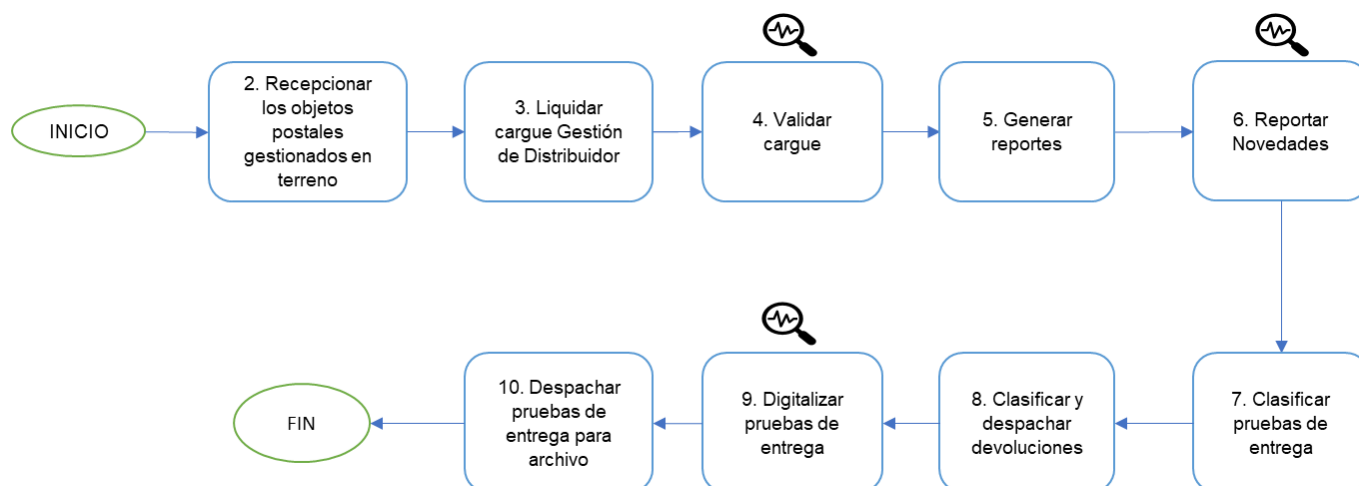 INICIO
2. Recepcionar
los objetos
postales
gestionados en
terreno
3. Liquidar
cargue Gestión
de Distribuidor
4. Validar
cargue
5. Generar
reportes
6. Reportar
Novedades
7. Clasificar
pruebas de
entrega
8. Clasificar y
despachar
devoluciones
9. Digitalizar
pruebas de
entrega
10. Despachar
pruebas de
entrega para
archivo
FIN